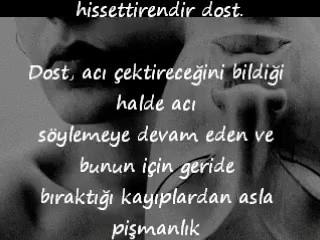 hissettirendir dost.
Dost, acı çektireceğini bildiği
halde acı
söylemeye devam eden ve
bunun için geride
bıraktığı kayıplardan asla
pişmanlık